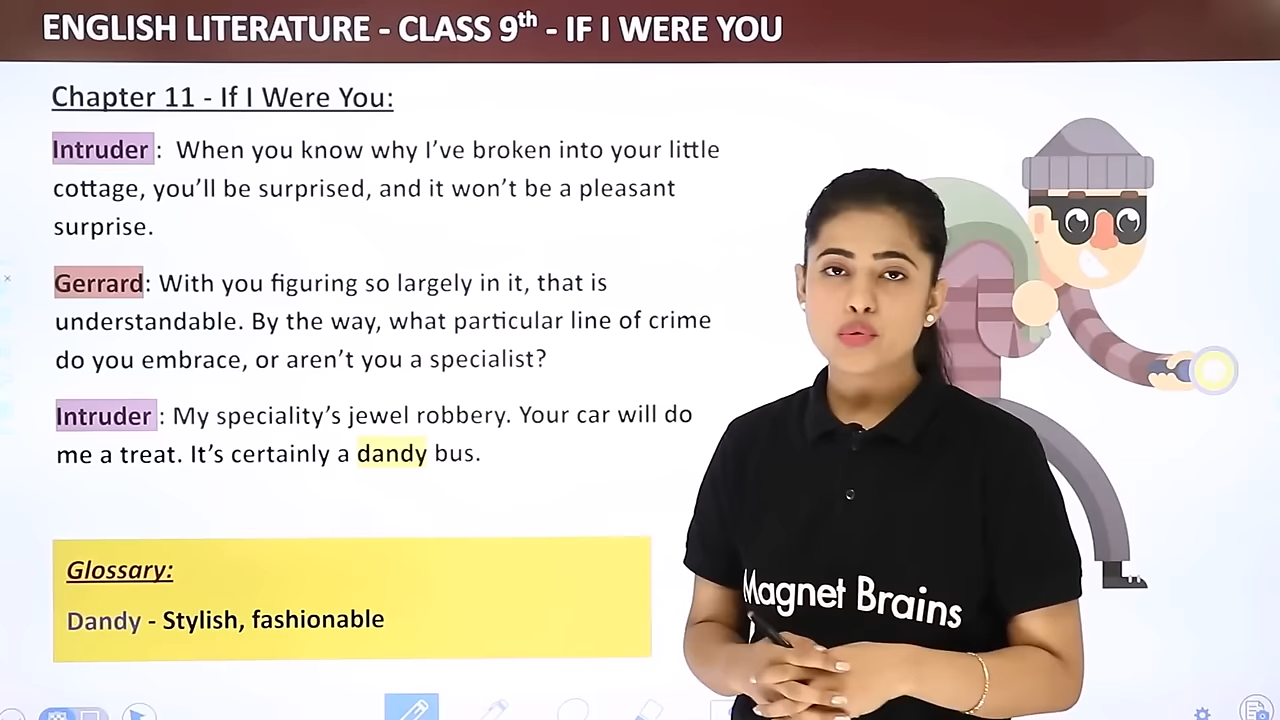 ENGLISH LITERATURE - CLASS 9th - IF I WERE YOU
Chapter 11 - If I Were You:
Intruder : When you know why I’ve broken into your little
cottage, you’ll be surprised, and it won’t be a pleasant
surprise.
Gerrard: With you figuring so largely in it, that is
understandable. By the way, what particular line of crime
do you embrace, or aren’t you a specialist?
Intruder : My speciality’s jewel robbery. Your car will do
me a treat. It’s certainly a dandy bus.
Glossary:
Dandy - Stylish, fashionable
Magnet Brains